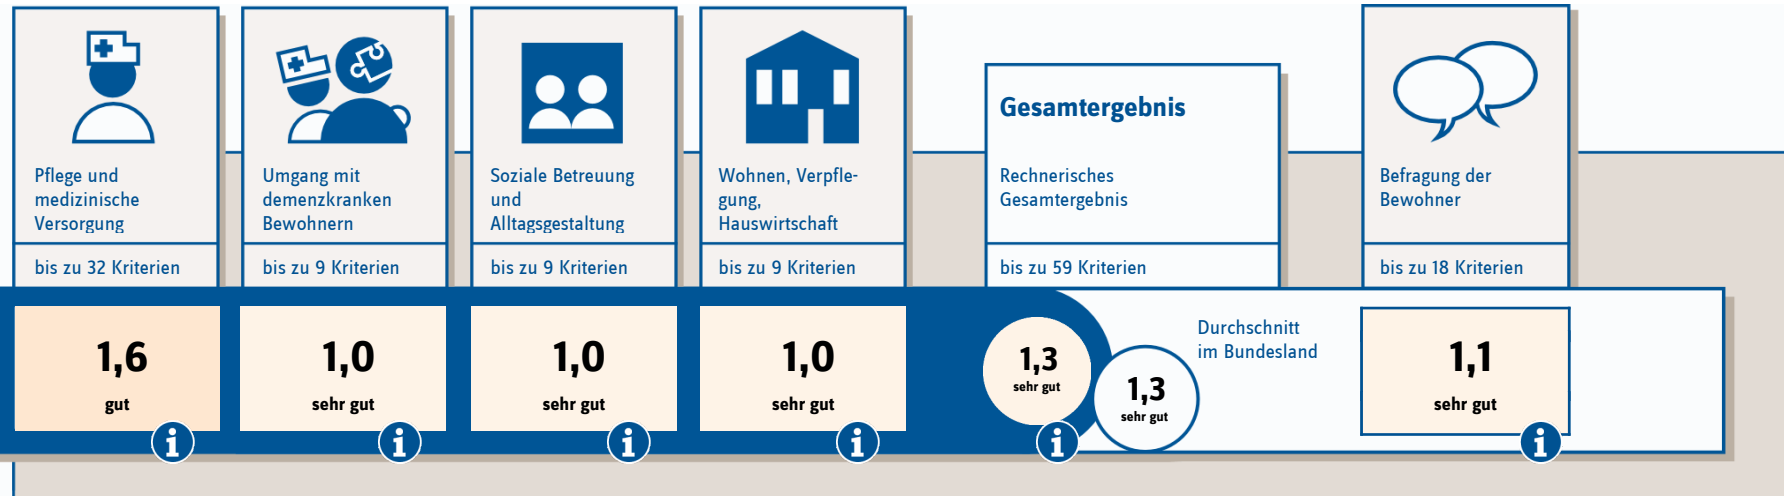 Pflege und
medizinische
Versorgung
bis zu 32 Kriterien
1,6
gut
Umgang mit
demenzkranken
Bewohnern
bis zu 9 Kriterien
1,0
sehr gut
Soziale Betreuung
und
Alltagsgestaltung
bis zu 9 Kriterien
1,0
sehr gut
Wohnen, Verpfle-
gung,
Hauswirtschaft
bis zu 9 Kriterien
1,0
sehr gut
Gesamtergebnis
Rechnerisches
Gesamtergebnis
bis zu 59 Kriterien
1,3
sehr gut
Durchschnitt
im Bundesland
1,3
sehr gut
Befragung der
Bewohner
bis zu 18 Kriterien
1,1
sehr gut